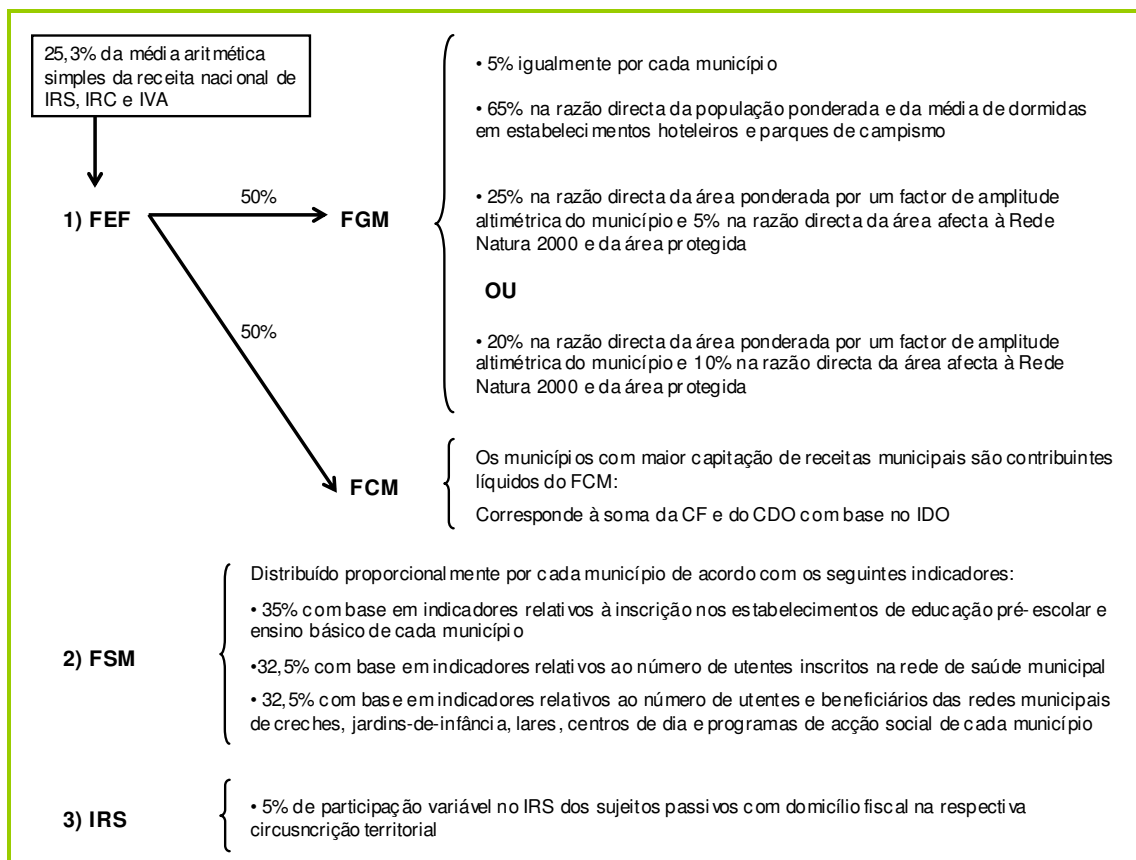 25,3% da média aritmética
simples da receita nacional de
IRS, IRC e IVA
1) FEF
50%
FGM
• 5% igualmente por cada município
• 65% na razão directa da população ponderada e da média de dormidas
em estabelecimentos hoteleiros e parques de campismo
• 25% na razão directa da área ponderada por um factor de amplitude
altimétrica do município e 5% na razão directa da área afecta à Rede
Natura 2000 e da área protegida
OU
• 20% na razão directa da área ponderada por um factor de amplitude
altimétrica do município e 10% na razão directa da área afecta à Rede
Natura 2000 e da área protegida
50%
FCM
Os municípios com maior capitação de receitas municipais são contribuintes
líquidos do FCM:
Corresponde à soma da CF e do CDO com base no IDO
2) FSM
Distribuído proporcionalmente por cada município de acordo com os seguintes indicadores:
• 35% com base em indicadores relativos à inscrição nos estabelecimentos de educação pré-escolar e
ensino básico de cada município
•32,5% com base em indicadores relativos ao número de utentes inscritos na rede de saúde municipal
• 32,5% com base em indicadores relativos ao número de utentes e beneficiários das redes municipais
de creches, jardins-de-infância, lares, centros de dia e programas de acção social de cada município
3) IRS
• 5% de participação variável no IRS dos sujeitos passivos com domicílio fiscal na respectiva
circusncrição territorial